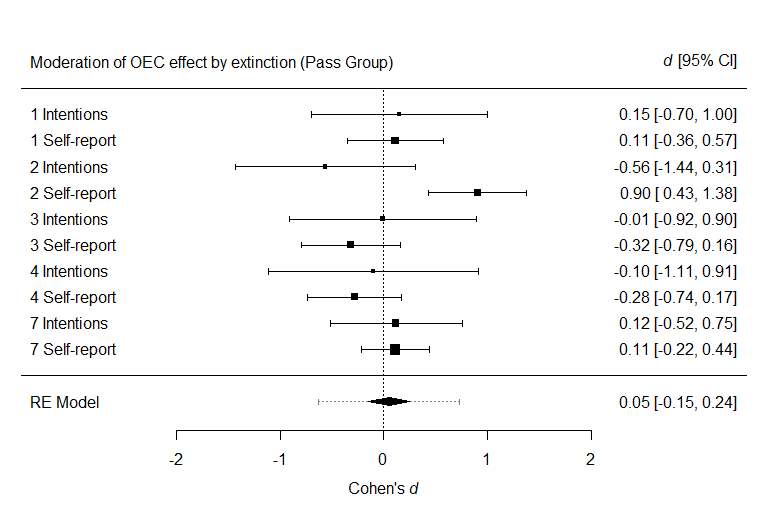 Moderation of OEC effect by extinction (Pass Group) d [95% CI]
1 Intentions 0.15 [-0.70, 1.00]
1 Self-report 0.11 [-0.36, 0.57]
2 Intentions -0.56 [-1.44, 0.31]
2 Self-report 0.90 [ 0.43, 1.38]
3 Intentions -0.01 [-0.92, 0.90]
3 Self-report -0.32 [-0.79, 0.16]
4 Intentions -0.10 [-1.11, 0.91]
4 Self-report -0.28 [-0.74, 0.17]
7 Intentions 0.12 [-0.52, 0.75]
7 Self-report 0.11 [-0.22, 0.44]
RE Model 0.05 [-0.15, 0.24]
-2 -1 0 1 2
Cohen's d